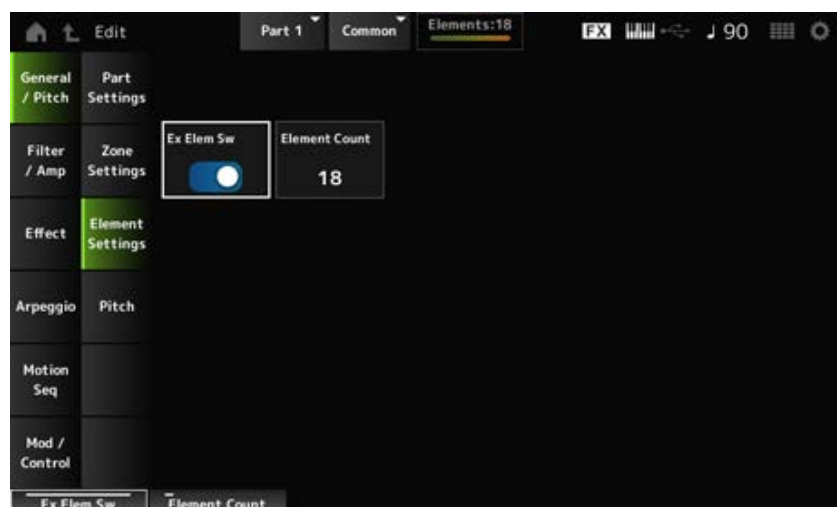 Edit
Part 1
Common
Elements:18
FX
90
General
/ Pitch
Part
Settings
Filter
/ Amp
Zone
Settings
Ex Elem Sw
Element Count
18
Effect
Element
Settings
Arpeggio
Pitch
Motion
Seq
Mod /
Control
Ex Elem Sw
Element Count